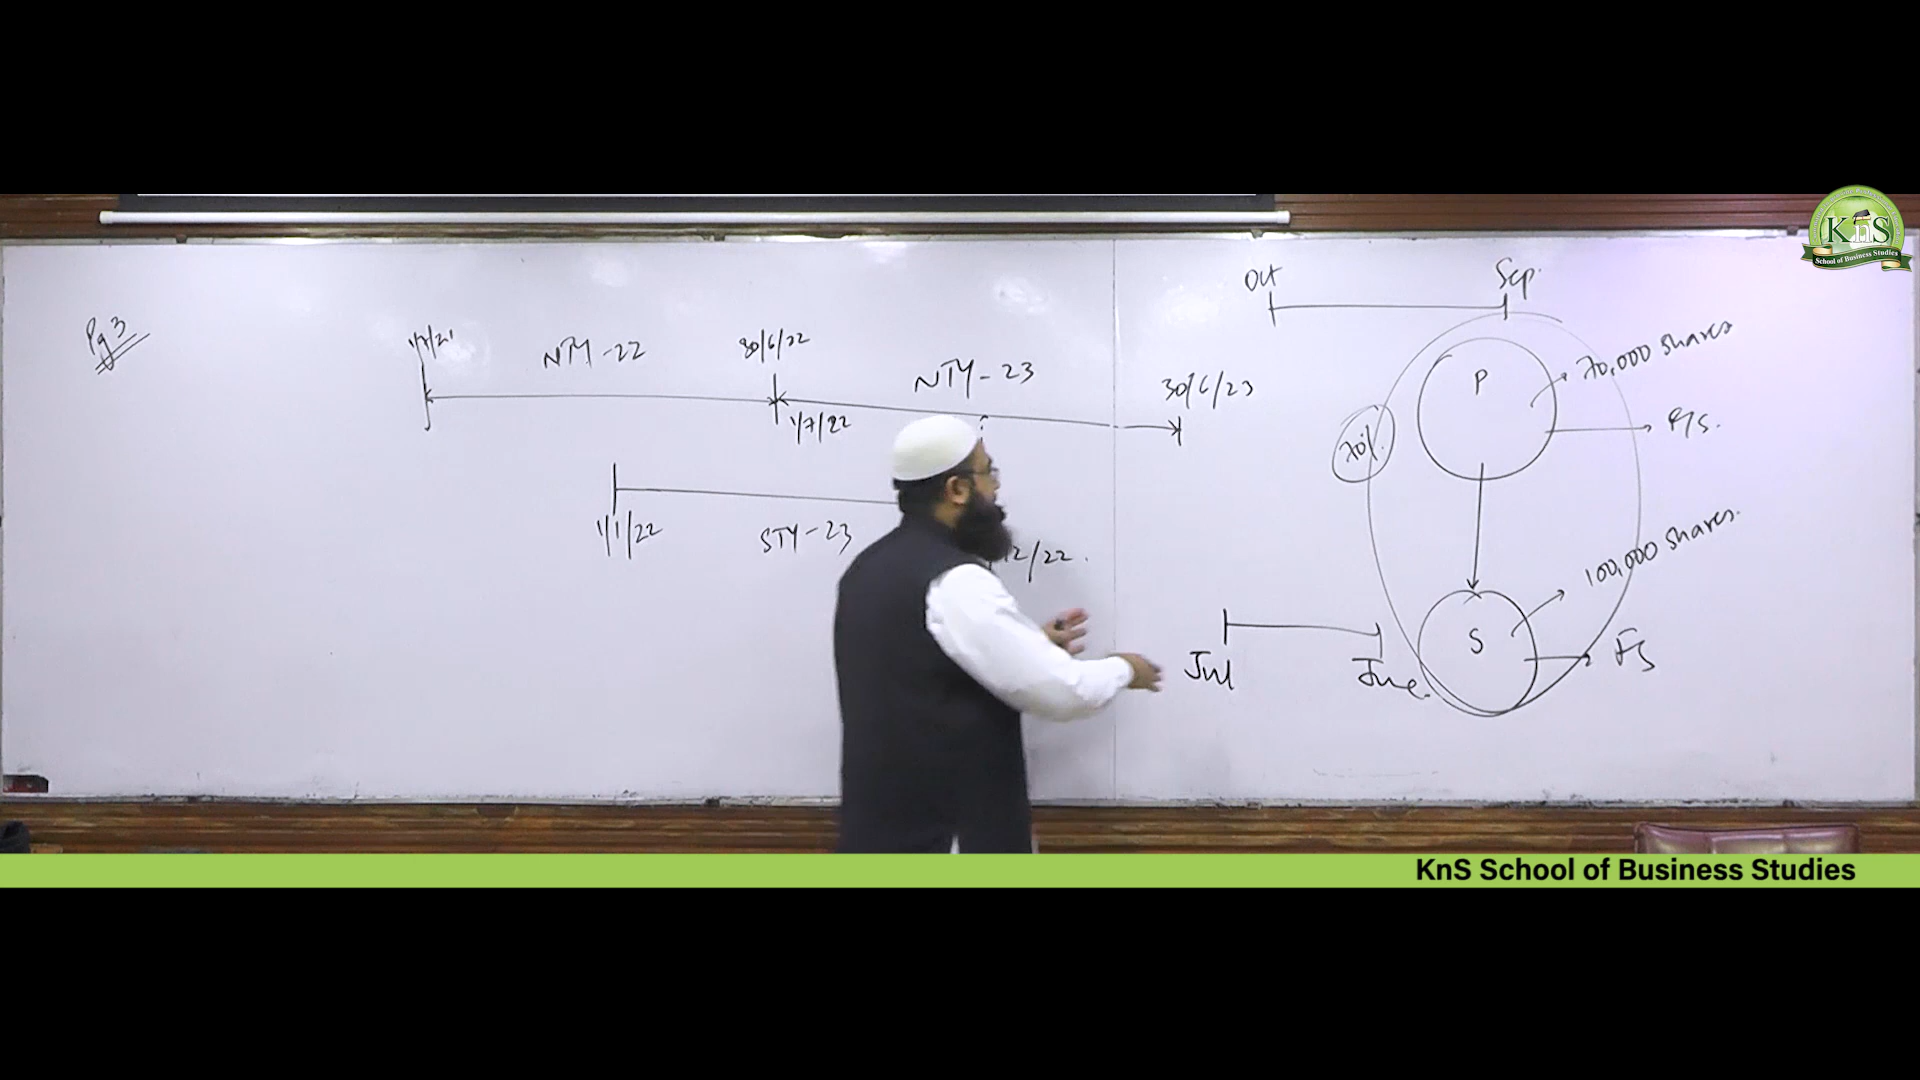 Pg 3
1/7/21
NTY-22
30/6/22
1/7/22
NTY-23
30/6/23
1/1/22
STY-23
12/22.
Oct
Sep.
P
70,000 shares
70%
F/S.
100,000 shares.
S
FS
Jul
June.
KnS
School of Business Studies
KnS School of Business Studies